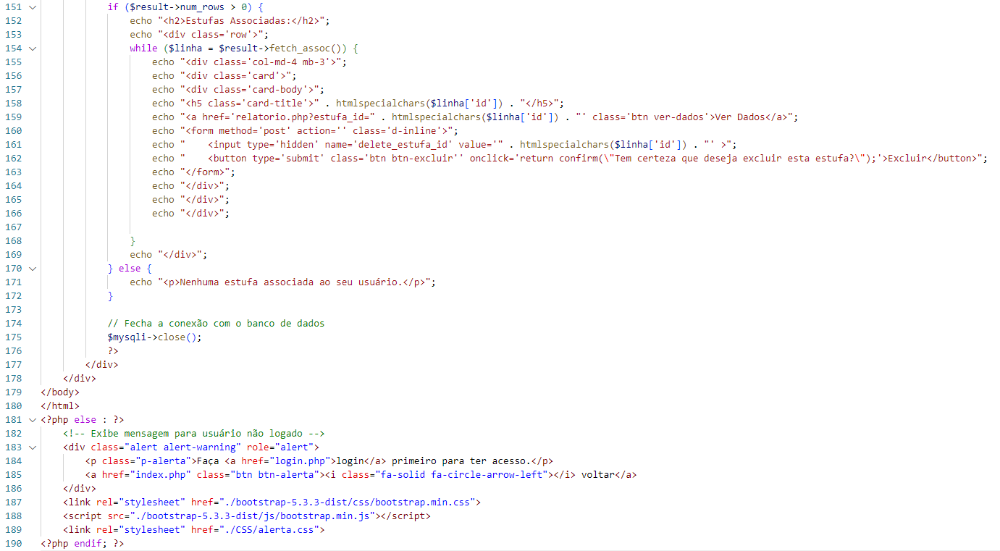 151 if ($result->num_rows > 0) {
152 echo "<h2>Estufas Associadas:</h2>";
153 echo "<div class='row'>";
154 while ($linha = $result->fetch_assoc()) {
155 echo "<div class='col-md-4 mb-3'>";
156 echo "<div class='card'>";
157 echo "<div class='card-body'>";
158 echo "<h5 class='card-title'>" . htmlspecialchars($linha['id']) . "</h5>";
159 echo "<a href='relatorio.php?estufa_id=" . htmlspecialchars($linha['id']) . "' class='btn ver-dados'>Ver Dados</a>";
160 echo "<form method='post' action='' class='d-inline'>";
161 echo "    <input type='hidden' name='delete_estufa_id' value='" . htmlspecialchars($linha['id']) . "' >";
162 echo "    <button type='submit' class='btn btn-excluir'' onclick='return confirm(\"Tem certeza que deseja excluir esta estufa?\");'>Excluir</button>";
163 echo "</form>";
164 echo "</div>";
165 echo "</div>";
166 echo "</div>";
167
168 }
169 echo "</div>";
170 } else {
171 echo "<p>Nenhuma estufa associada ao seu usuário.</p>";
172 }
173
174 // Fecha a conexão com o banco de dados
175 $mysqli->close();
176 ?>
177 </div>
178 </div>
179 </body>
180 </html>
181 <?php else : ?>
182 <!-- Exibe mensagem para usuário não logado -->
183 <div class="alert alert-warning" role="alert">
184 <p class="p-alerta">Faça <a href="login.php">login</a> primeiro para ter acesso.</p>
185 <a href="index.php" class="btn btn-alerta"><i class="fa-solid fa-circle-arrow-left"></i> voltar</a>
186 </div>
187 <link rel="stylesheet" href="./bootstrap-5.3.3-dist/css/bootstrap.min.css">
188 <script src="./bootstrap-5.3.3-dist/js/bootstrap.min.js"></script>
189 <link rel="stylesheet" href="./CSS/alerta.css">
190 <?php endif; ?>